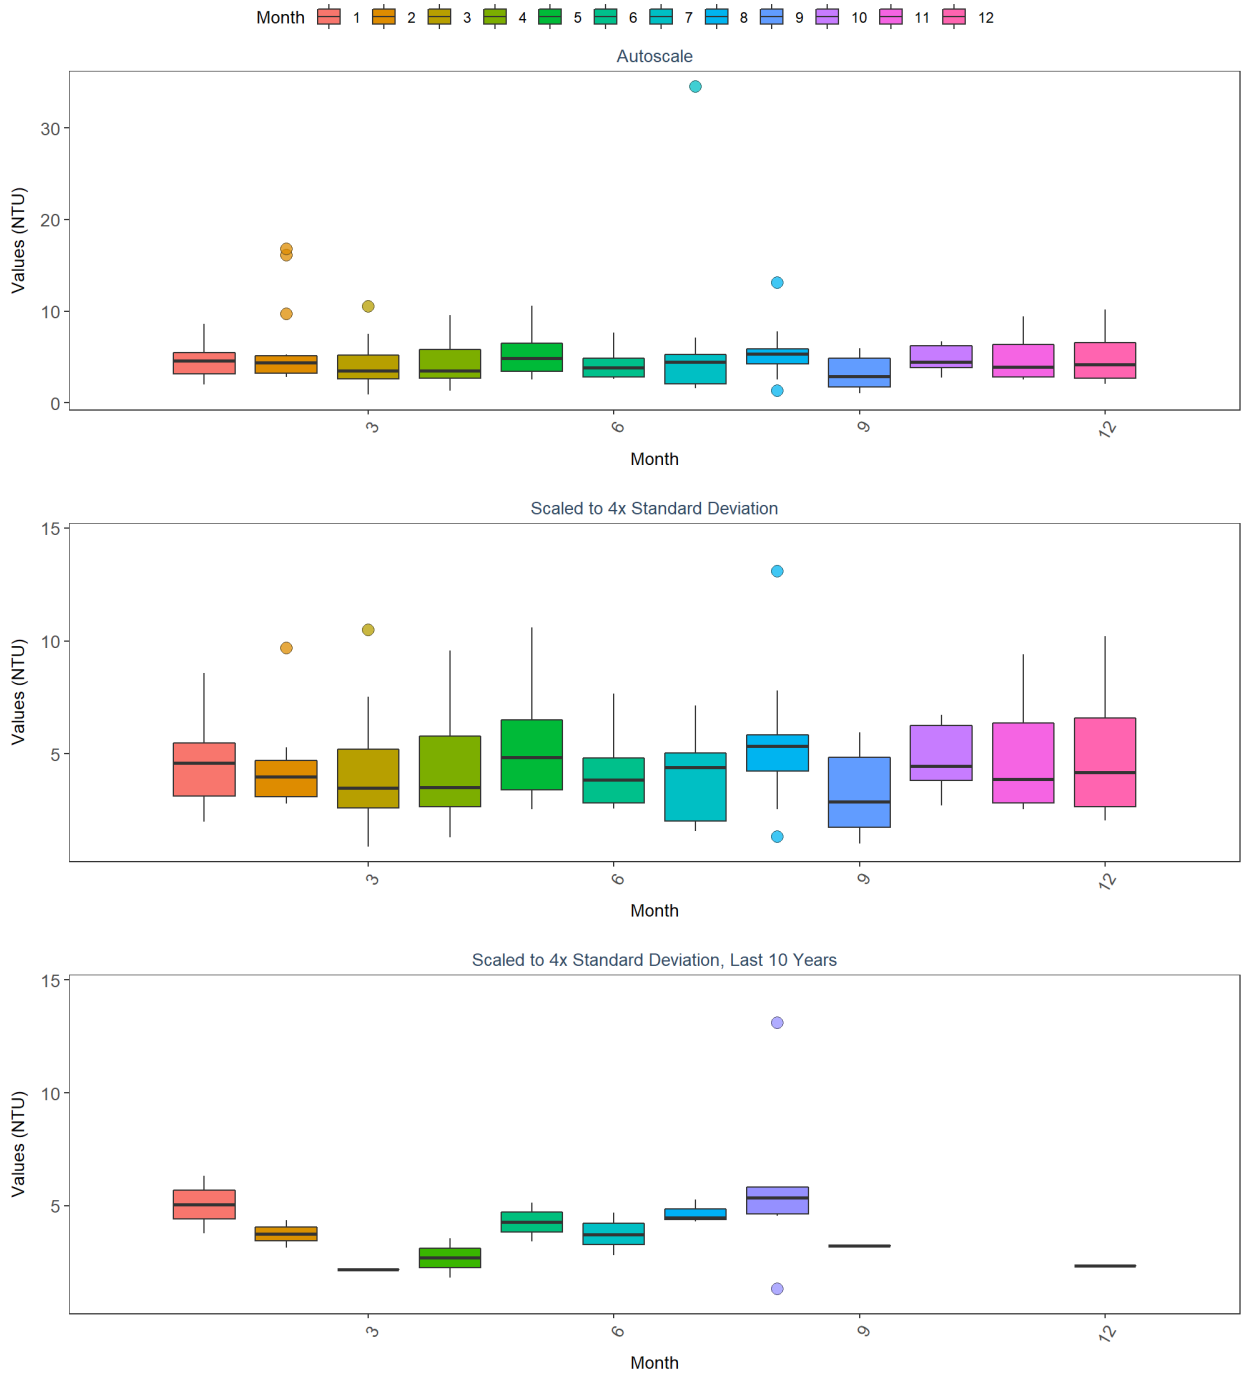 Month 1 2 3 4 5 6 7 8 9 10 11 12
Autoscale
Values (NTU)
30
20
10
0
3 6 9 12
Month
Scaled to 4x Standard Deviation
Values (NTU)
15
10
5
3 6 9 12
Month
Scaled to 4x Standard Deviation, Last 10 Years
Values (NTU)
15
10
5
3 6 9 12
Month